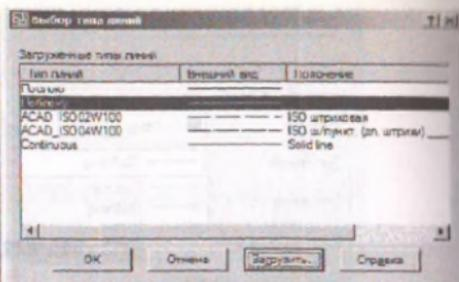 Выбор типа линий
Загруженные типы линий
Тип линий Внешний вид Пояснение
Послою
Поблоку
ACAD_ISO02W100 ISO штриховая
ACAD_ISO04W100 ISO ш/пункт. (дл. штрихи)
Continuous Solid line
ОК Отмена Загрузить... Справка